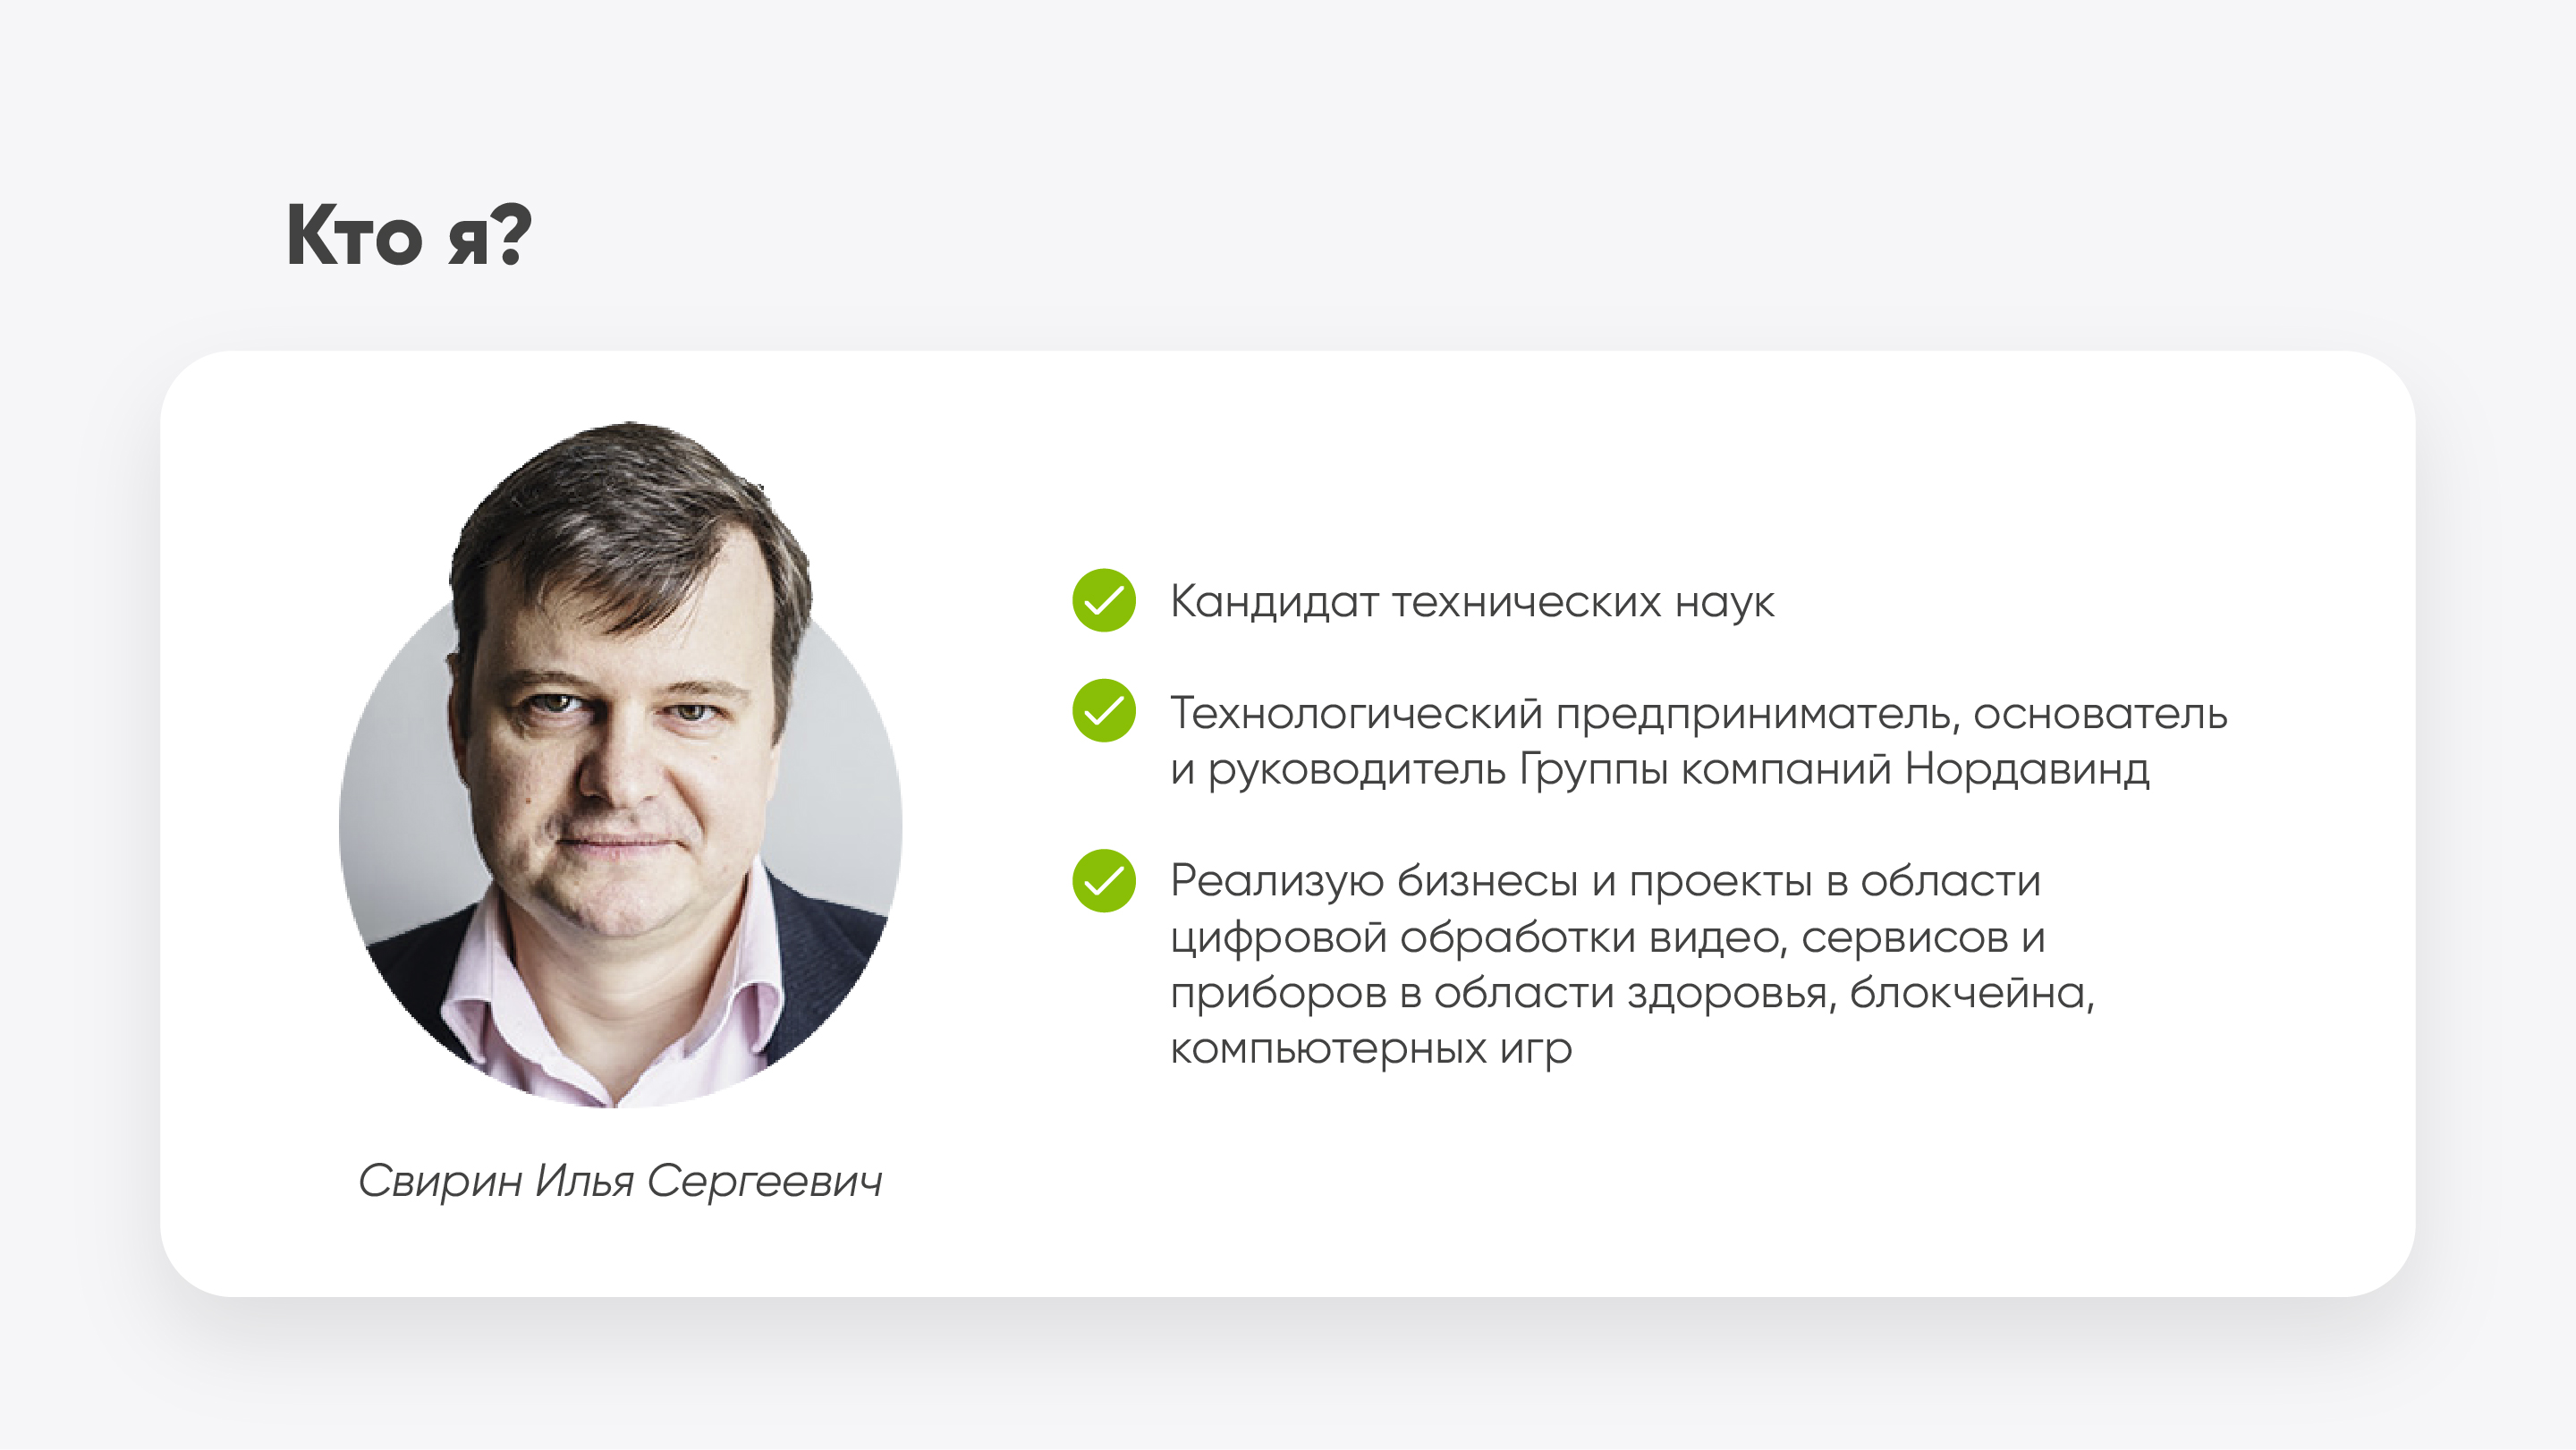 Кто я?
Кандидат технических наук
Технологический предприниматель, основатель
и руководитель Группы компаний Нордавинд
Реализую бизнесы и проекты в области
цифровой обработки видео, сервисов и
приборов в области здоровья, блокчейна,
компьютерных игр
Свирин Илья Сергеевич